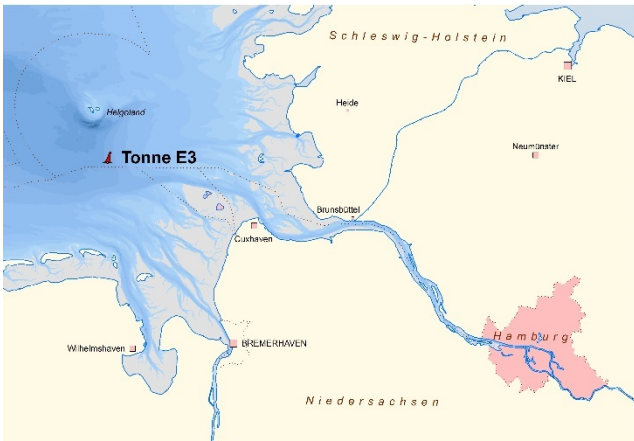 Schleswig-Holstein
KIEL
Heide
Helgoland
Neumünster
Tonne E3
Brunsbüttel
Cuxhaven
Hamburg
Wilhelmshaven
BREMERHAVEN
Niedersachsen